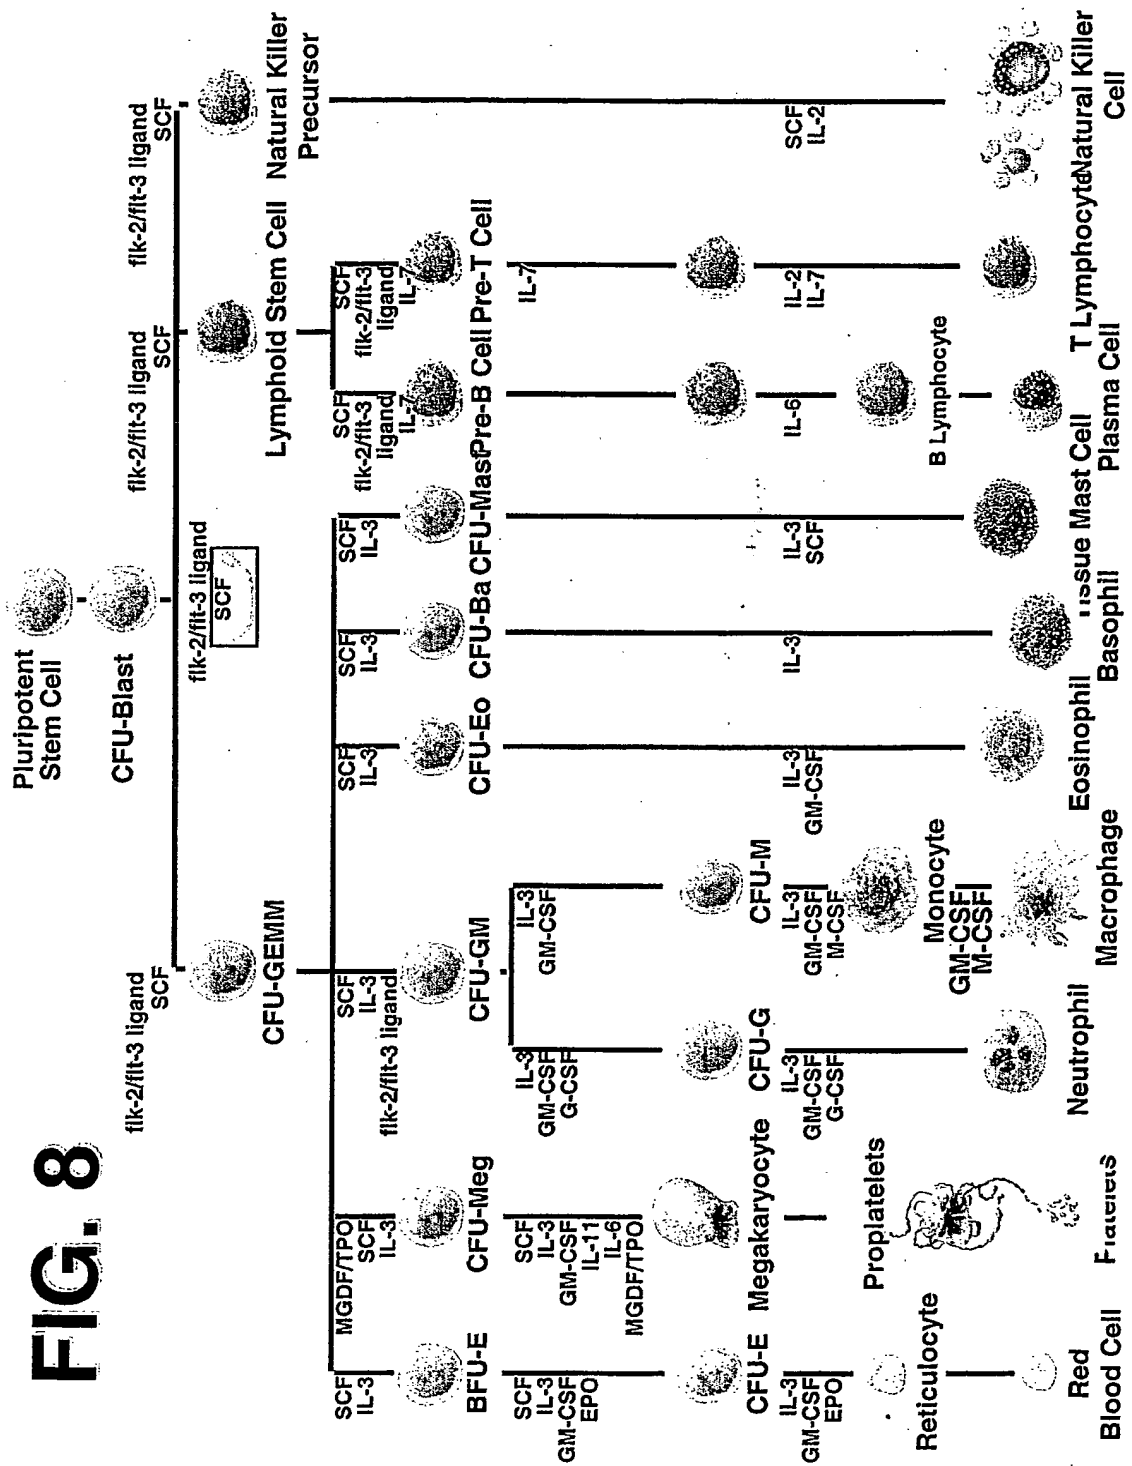 FIG. 8
Pluripotent
Stem Cell
CFU-Blast
flk-2/flt-3 ligand
SCF
flk-2/flt-3 ligand
SCF
flk-2/flt-3 ligand
SCF
flk-2/flt-3 ligand
SCF
CFU-GEMM
Lymphoid Stem Cell
Natural Killer
Precursor
SCF
IL-3
MGDF/TPO
SCF
IL-3
SCF
IL-3
flk-2/flt-3 ligand
SCF
IL-3
SCF
IL-3
SCF
IL-3
SCF
flk-2/flt-3
ligand
IL-7
SCF
flk-2/flt-3
ligand
IL-7
BFU-E
CFU-Meg
CFU-GM
CFU-Eo
CFU-Ba
CFU-Mast
Pre-B Cell
Pre-T Cell
SCF
IL-3
GM-CSF
EPO
SCF
IL-3
GM-CSF
IL-11
IL-6
MGDF/TPO
IL-3
GM-CSF
G-CSF
IL-3
GM-CSF
IL-7
CFU-E
Megakaryocyte
CFU-G
CFU-M
IL-3
GM-CSF
EPO
IL-3
GM-CSF
G-CSF
IL-3
GM-CSF
M-CSF
IL-3
GM-CSF
IL-3
IL-3
SCF
IL-6
IL-2
IL-7
SCF
IL-2
Reticulocyte
Proplatelets
Monocyte
GM-CSF
M-CSF
B Lymphocyte
Red
Blood Cell
Neutrophil
Macrophage
Eosinophil
Basophil
Mast Cell
Plasma Cell
T Lymphocyte
Natural Killer
Cell